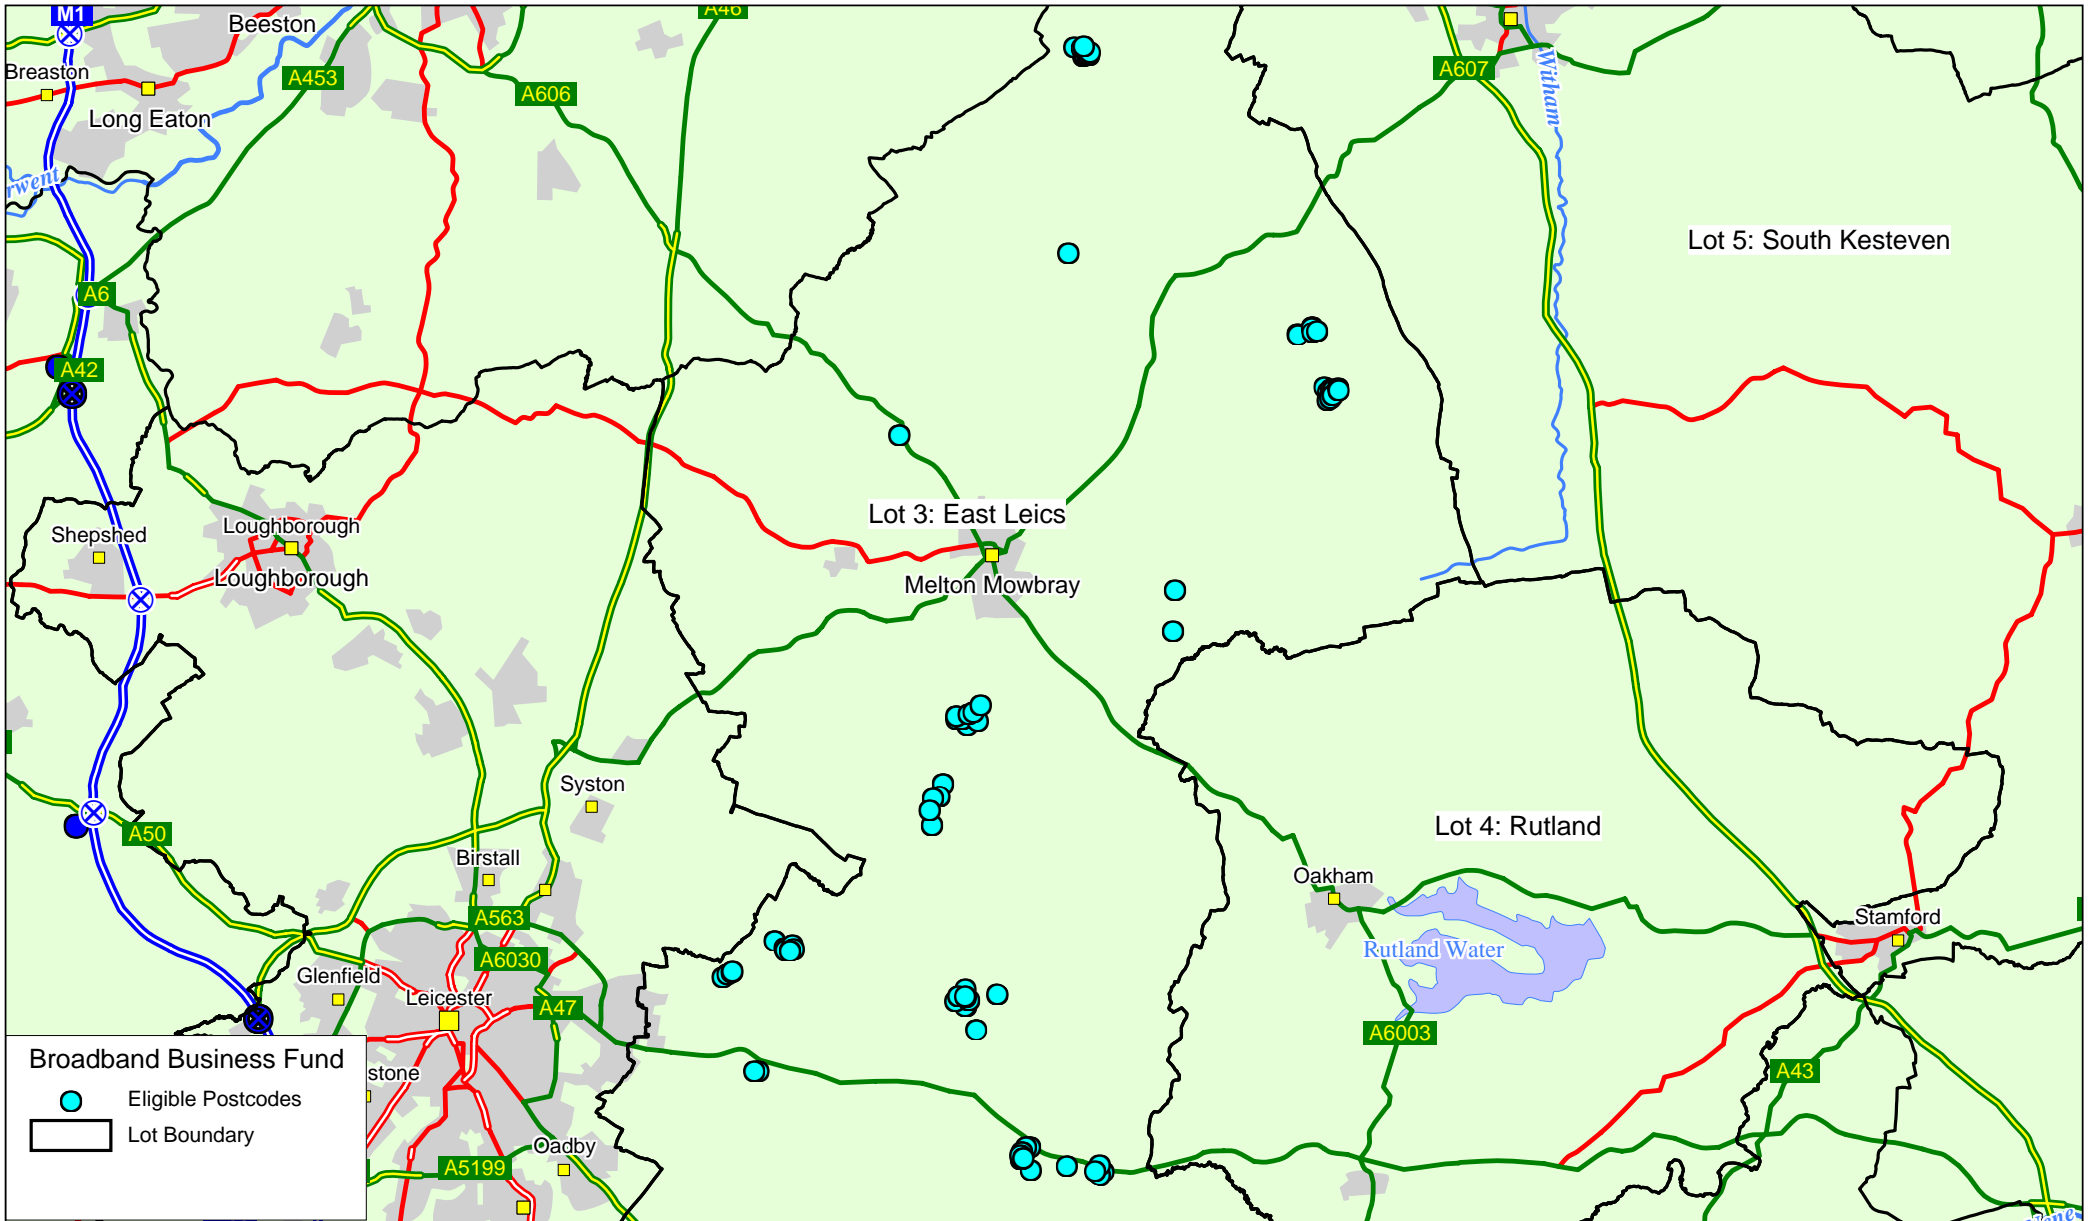 M1
Beeston
A46
Breaston
A453
A606
A607
Witham
Long Eaton
rwent
Lot 5: South Kesteven
A6
A42
Lot 3: East Leics
Shepshed
Loughborough
Loughborough
Melton Mowbray
Syston
A50
Lot 4: Rutland
Birstall
Oakham
A563
Stamford
Rutland Water
A6030
Glenfield
Leicester
A47
A6003
Broadband Business Fund
stone
A43
Eligible Postcodes
Lot Boundary
Oadby
A5199